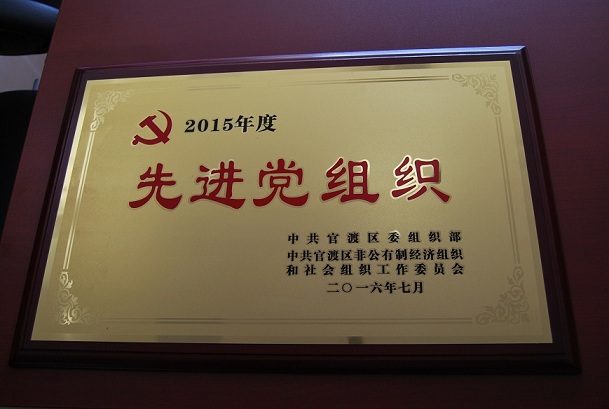 2015年度
先进党组织
中共官渡区委组织部
中共官渡区非公有制经济组织
和社会组织工作委员会
二〇一六年七月